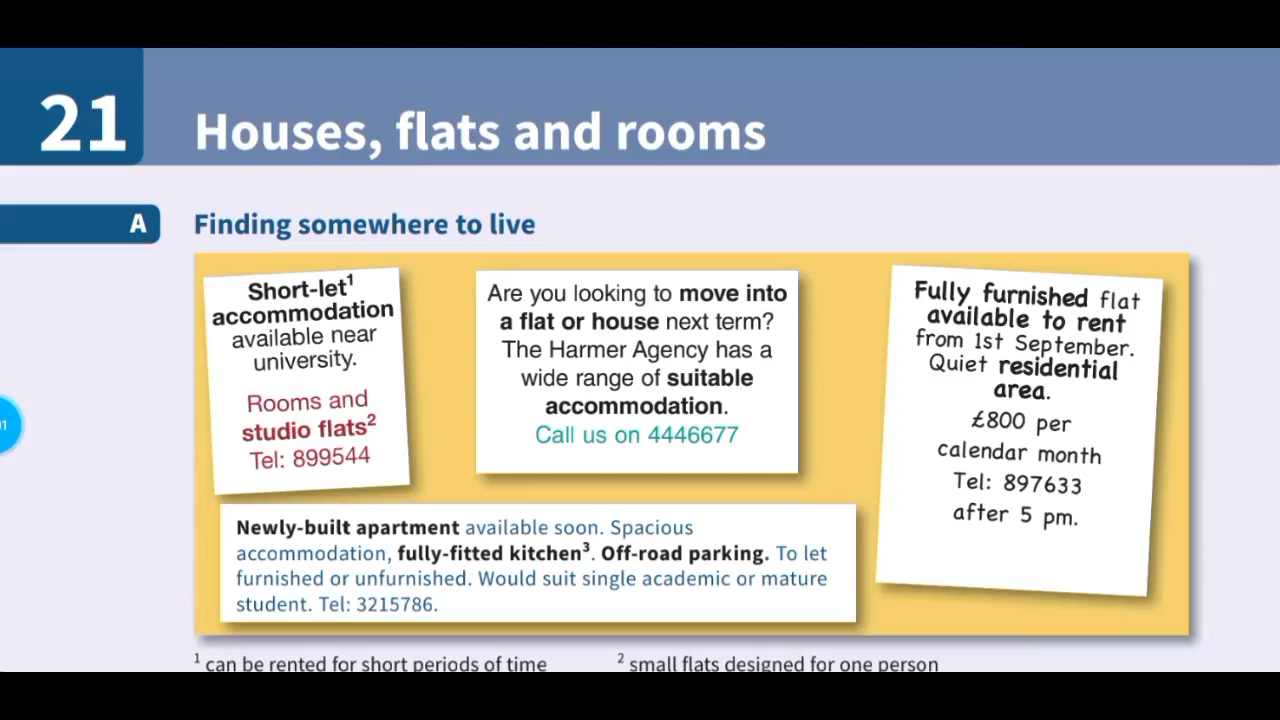 21
Houses, flats and rooms
A
Finding somewhere to live
Short-let¹
accommodation
available near
university.
Rooms and
studio flats²
Tel: 899544
Are you looking to move into
a flat or house next term?
The Harmer Agency has a
wide range of suitable
accommodation.
Call us on 4446677
Fully furnished flat
available to rent
from 1st September.
Quiet residential
area.
£800 per
calendar month
Tel: 897633
after 5 pm.
Newly-built apartment available soon. Spacious
accommodation, fully-fitted kitchen³. Off-road parking. To let
furnished or unfurnished. Would suit single academic or mature
student. Tel: 3215786.
¹ can be rented for short periods of time
² small flats designed for one person